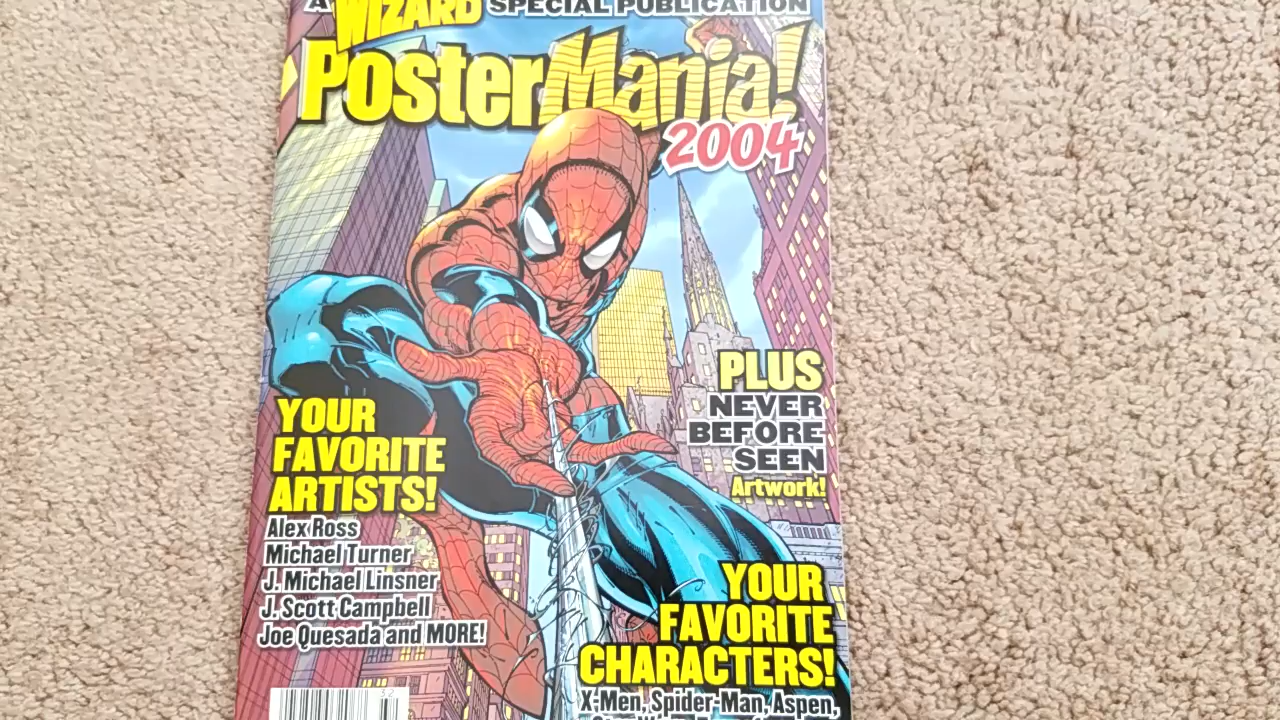 A WIZARD SPECIAL PUBLICATION
PosterMania!
2004
PLUS
NEVER
BEFORE
SEEN
Artwork!
YOUR
FAVORITE
ARTISTS!
Alex Ross
Michael Turner
J. Michael Linsner
J. Scott Campbell
Joe Quesada and MORE!
YOUR
FAVORITE
CHARACTERS!
X-Men, Spider-Man, Aspen,
32